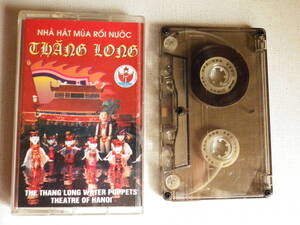 NHÀ HÁT MÚA RỐI NƯỚC
THĂNG LONG
THE THANG LONG WATER PUPPETS
THEATRE OF HANOI